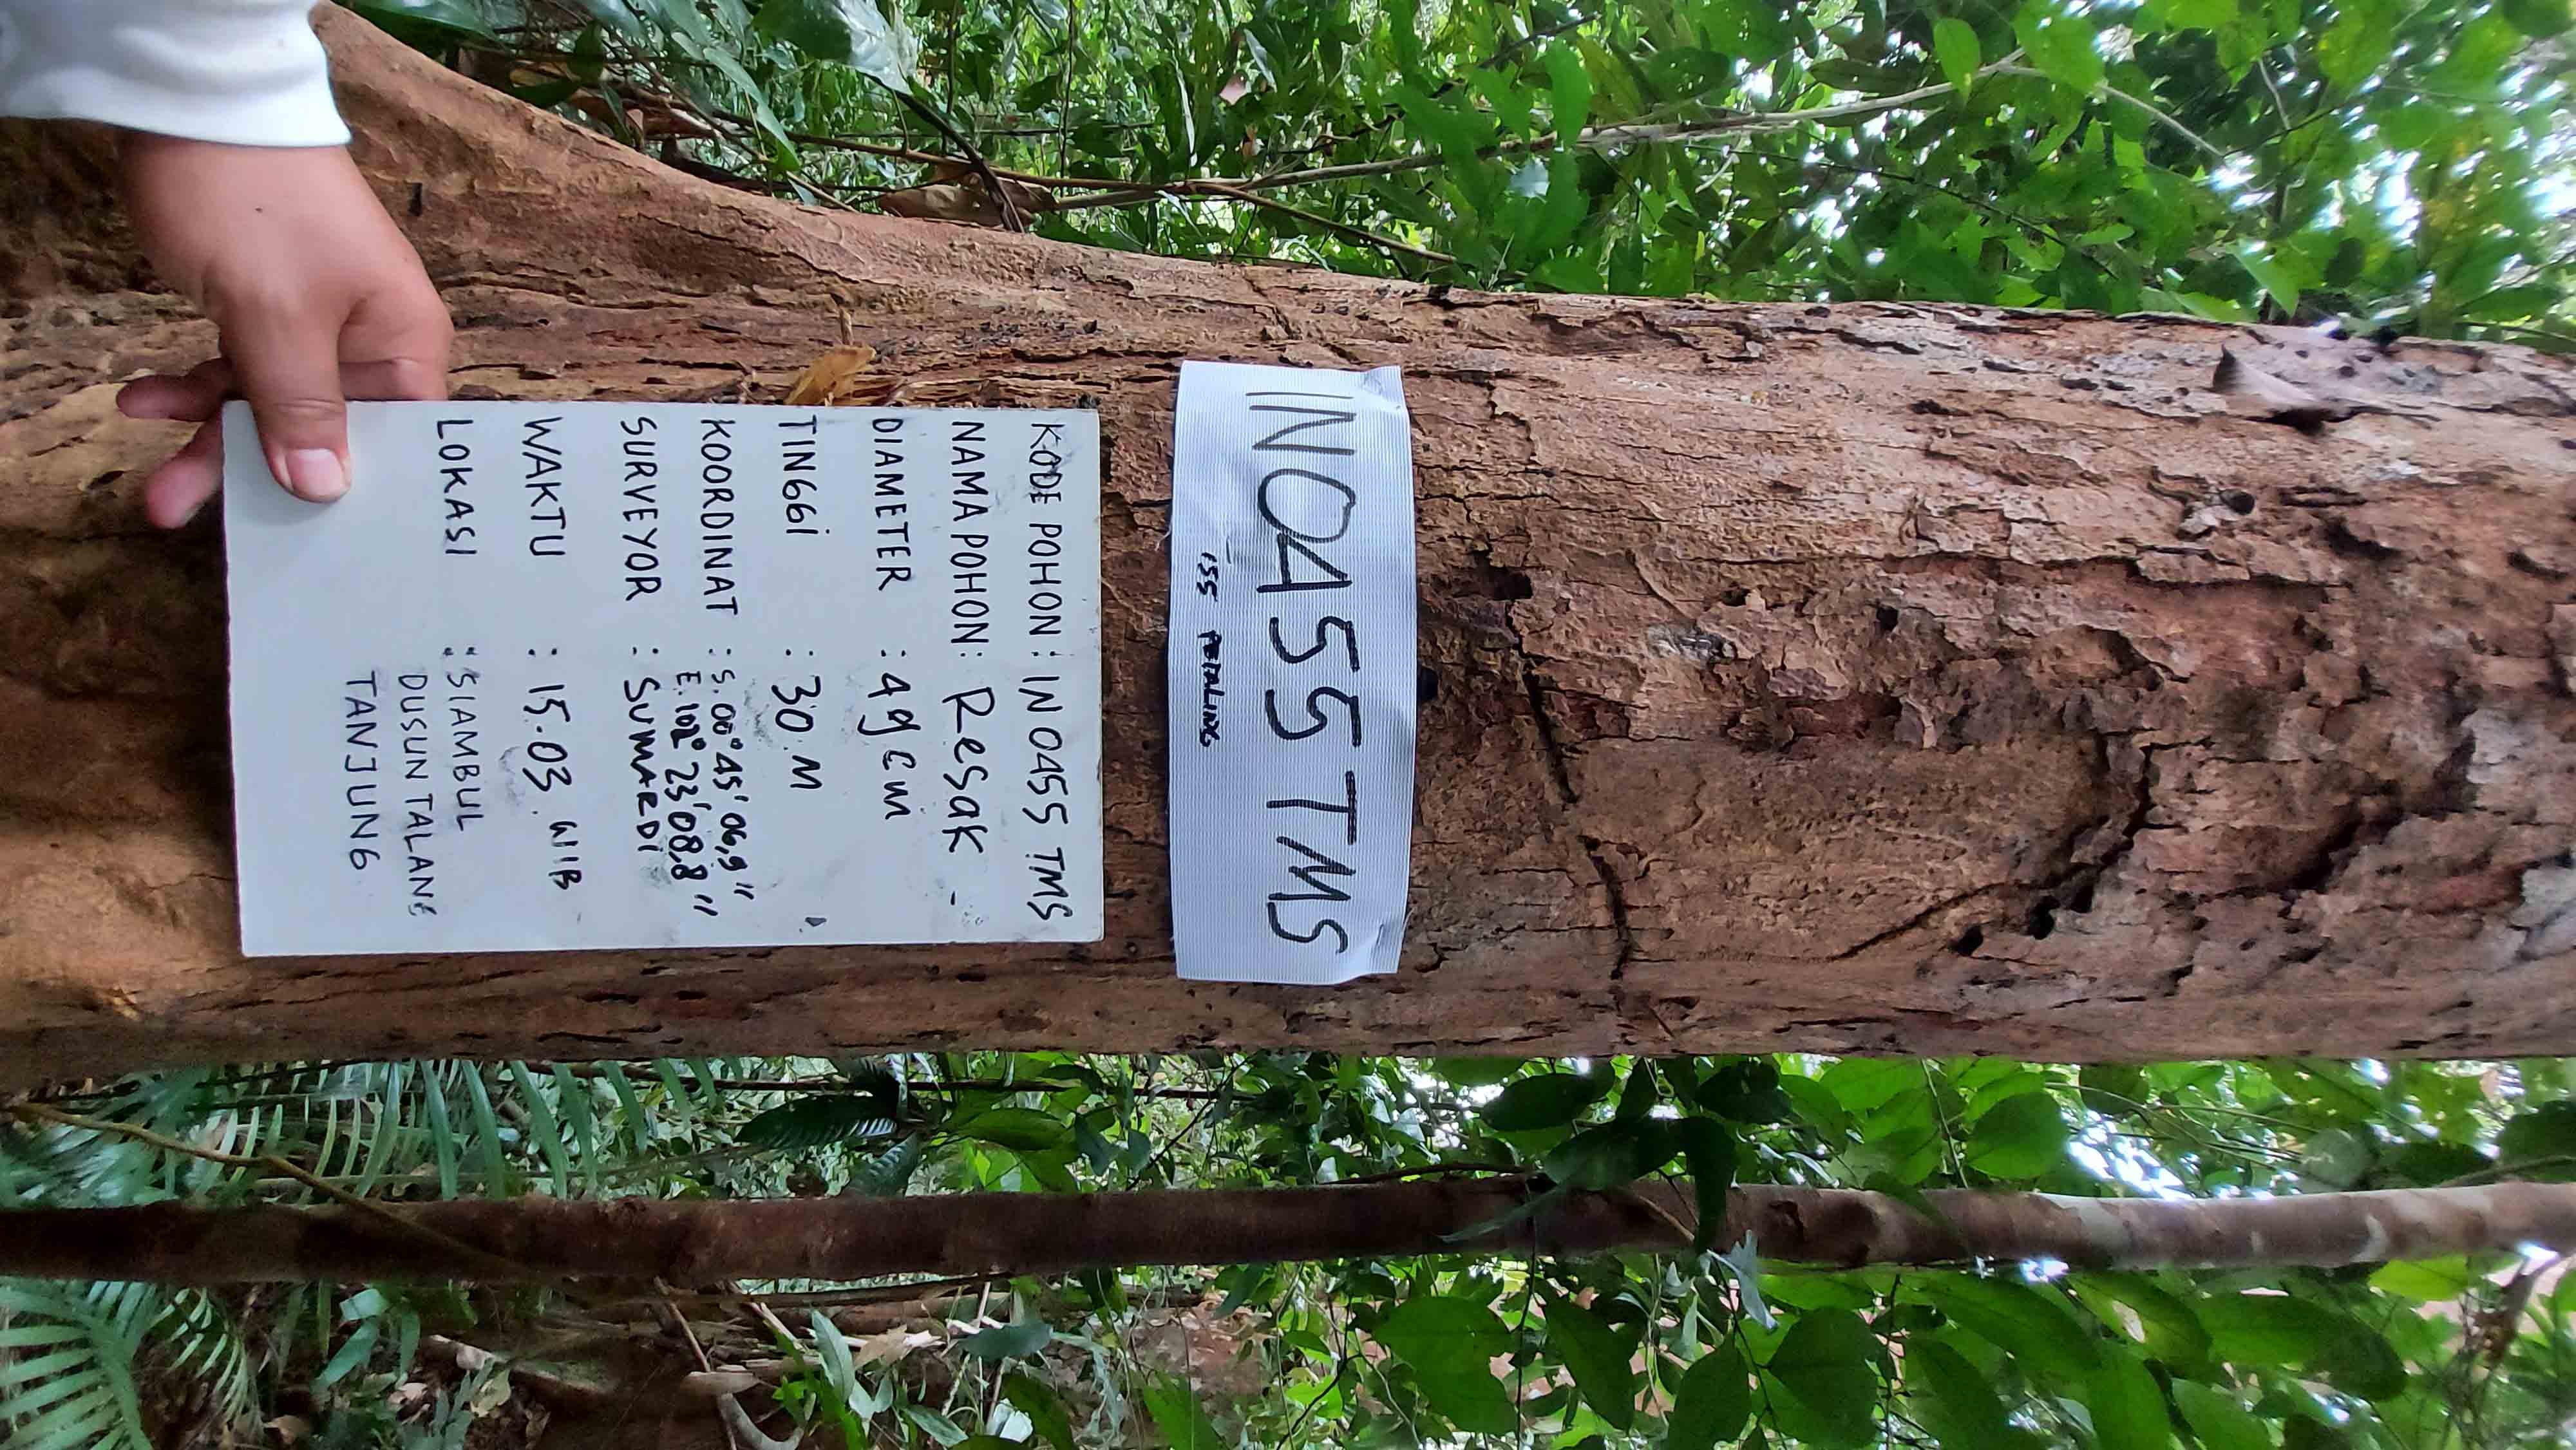 IN0455 TMS
155 PETALING
KODE POHON : IN 0455 TMS
NAMA POHON : Resak -
DIAMETER : 49 cm
TINGGI : 30 M
KOORDINAT : S. 00° 45' 06,9"
E. 102° 23' 08,8"
SURVEYOR : SUMARDI
WAKTU : 15.03. WIB
LOKASI : SIAMBUL
DUSUN TALANG
TANJUNG